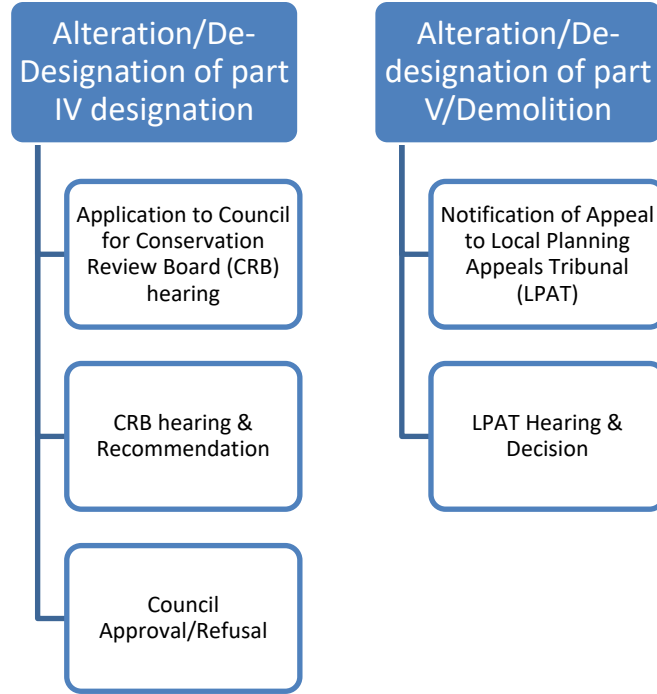 Alteration/De-
Designation of part
IV designation
Application to Council
for Conservation
Review Board (CRB)
hearing
CRB hearing &
Recommendation
Council
Approval/Refusal
Alteration/De-
designation of part
V/Demolition
Notification of Appeal
to Local Planning
Appeals Tribunal
(LPAT)
LPAT Hearing &
Decision